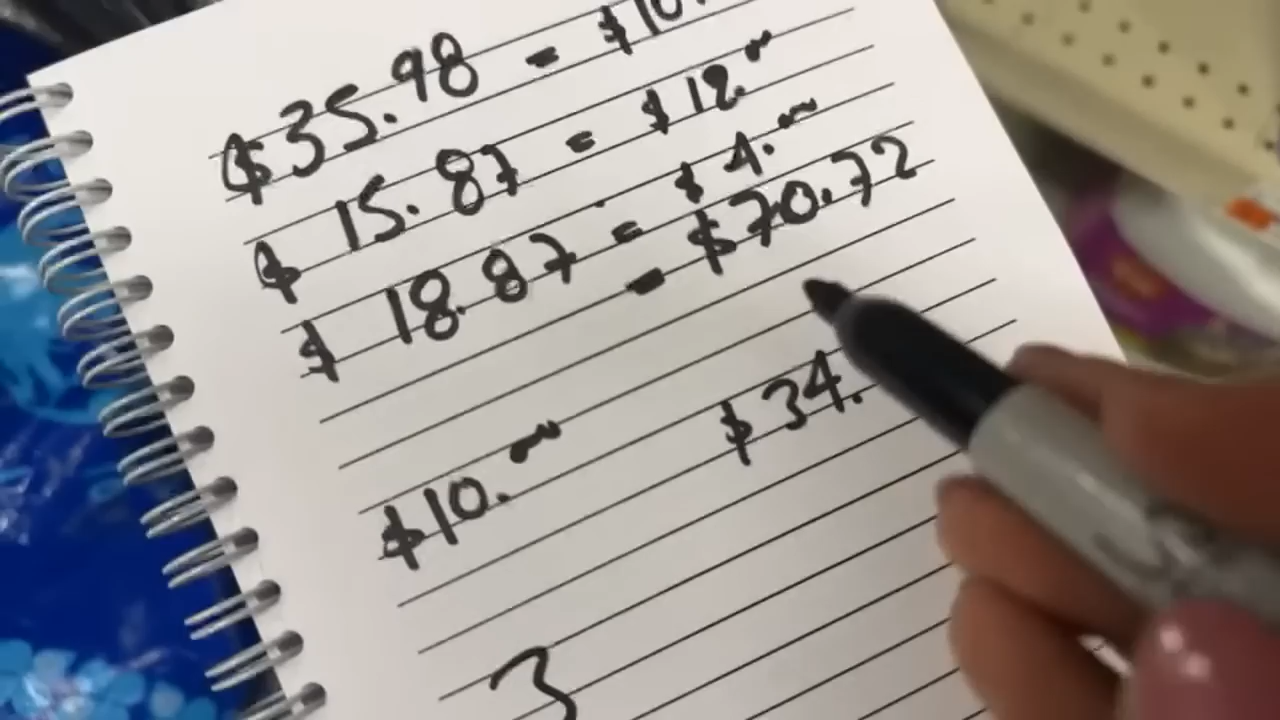 $35.98 - $10.
$ 15.87 = $12.
$ 18.87 = $4.
- $70.72
$10. $34.
3